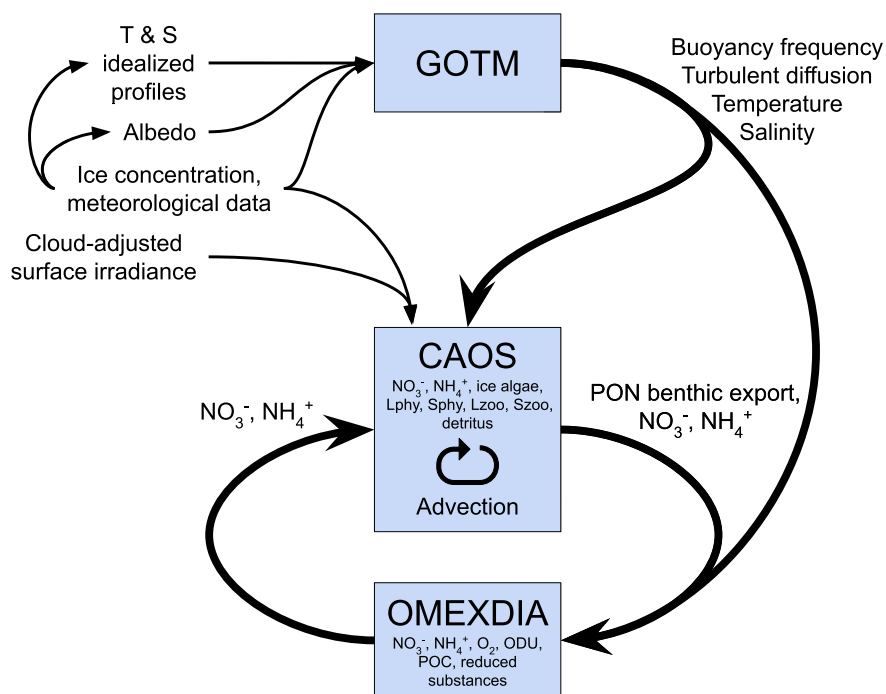 T & S
idealized
profiles
Albedo
Ice concentration,
meteorological data
Cloud-adjusted
surface irradiance
GOTM
Buoyancy frequency
Turbulent diffusion
Temperature
Salinity
CAOS
NO₃⁻, NH₄⁺, ice algae,
Lphy, Sphy, Lzoo, Szoo,
detritus
Advection
NO₃⁻, NH₄⁺
PON benthic export,
NO₃⁻, NH₄⁺
OMEXDIA
NO₃⁻, NH₄⁺, O₂, ODU,
POC, reduced
substances